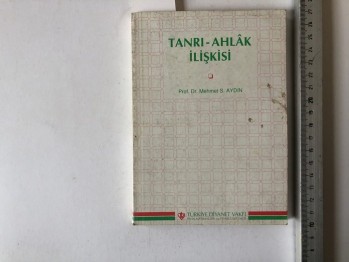 TANRI-AHLÂK
İLİŞKİSİ
Prof. Dr. Mehmet S. AYDIN
TÜRKİYE DİYANET VAKFI